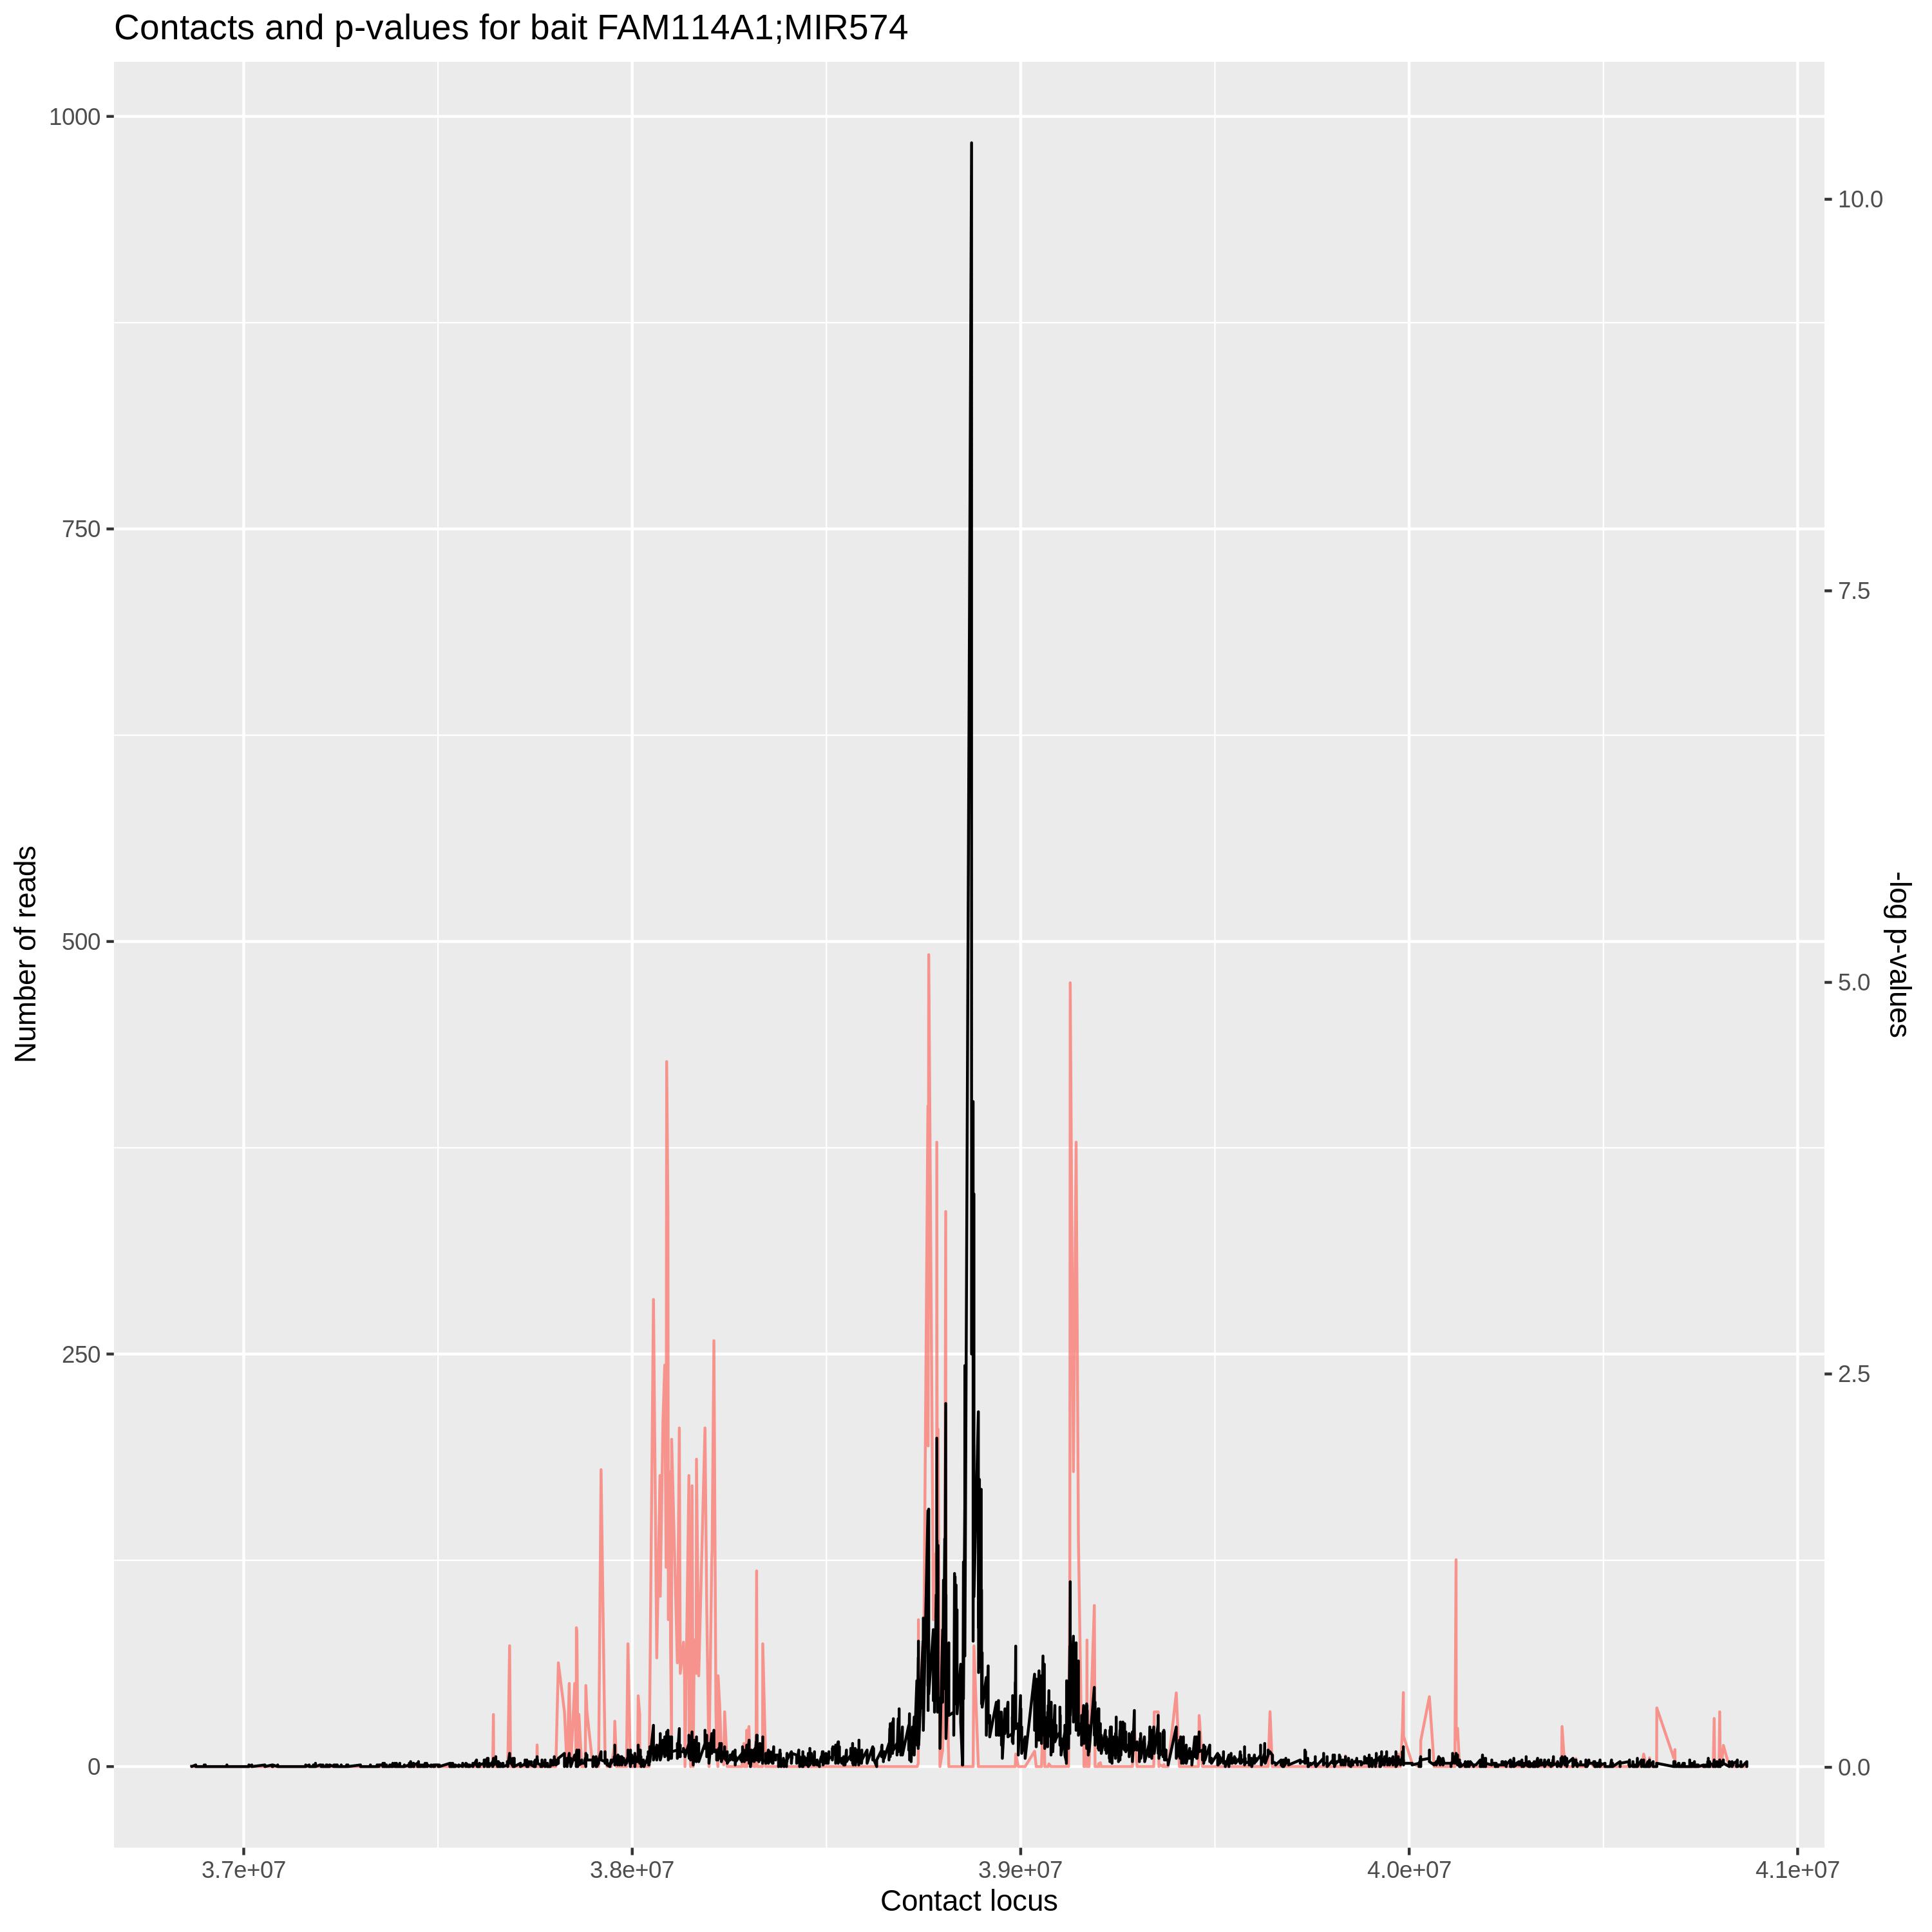 Contacts and p-values for bait FAM114A1;MIR574
1000
750
500
250
0
Number of reads
10.0
7.5
5.0
2.5
0.0
-log p-values
3.7e+07
3.8e+07
3.9e+07
4.0e+07
4.1e+07
Contact locus